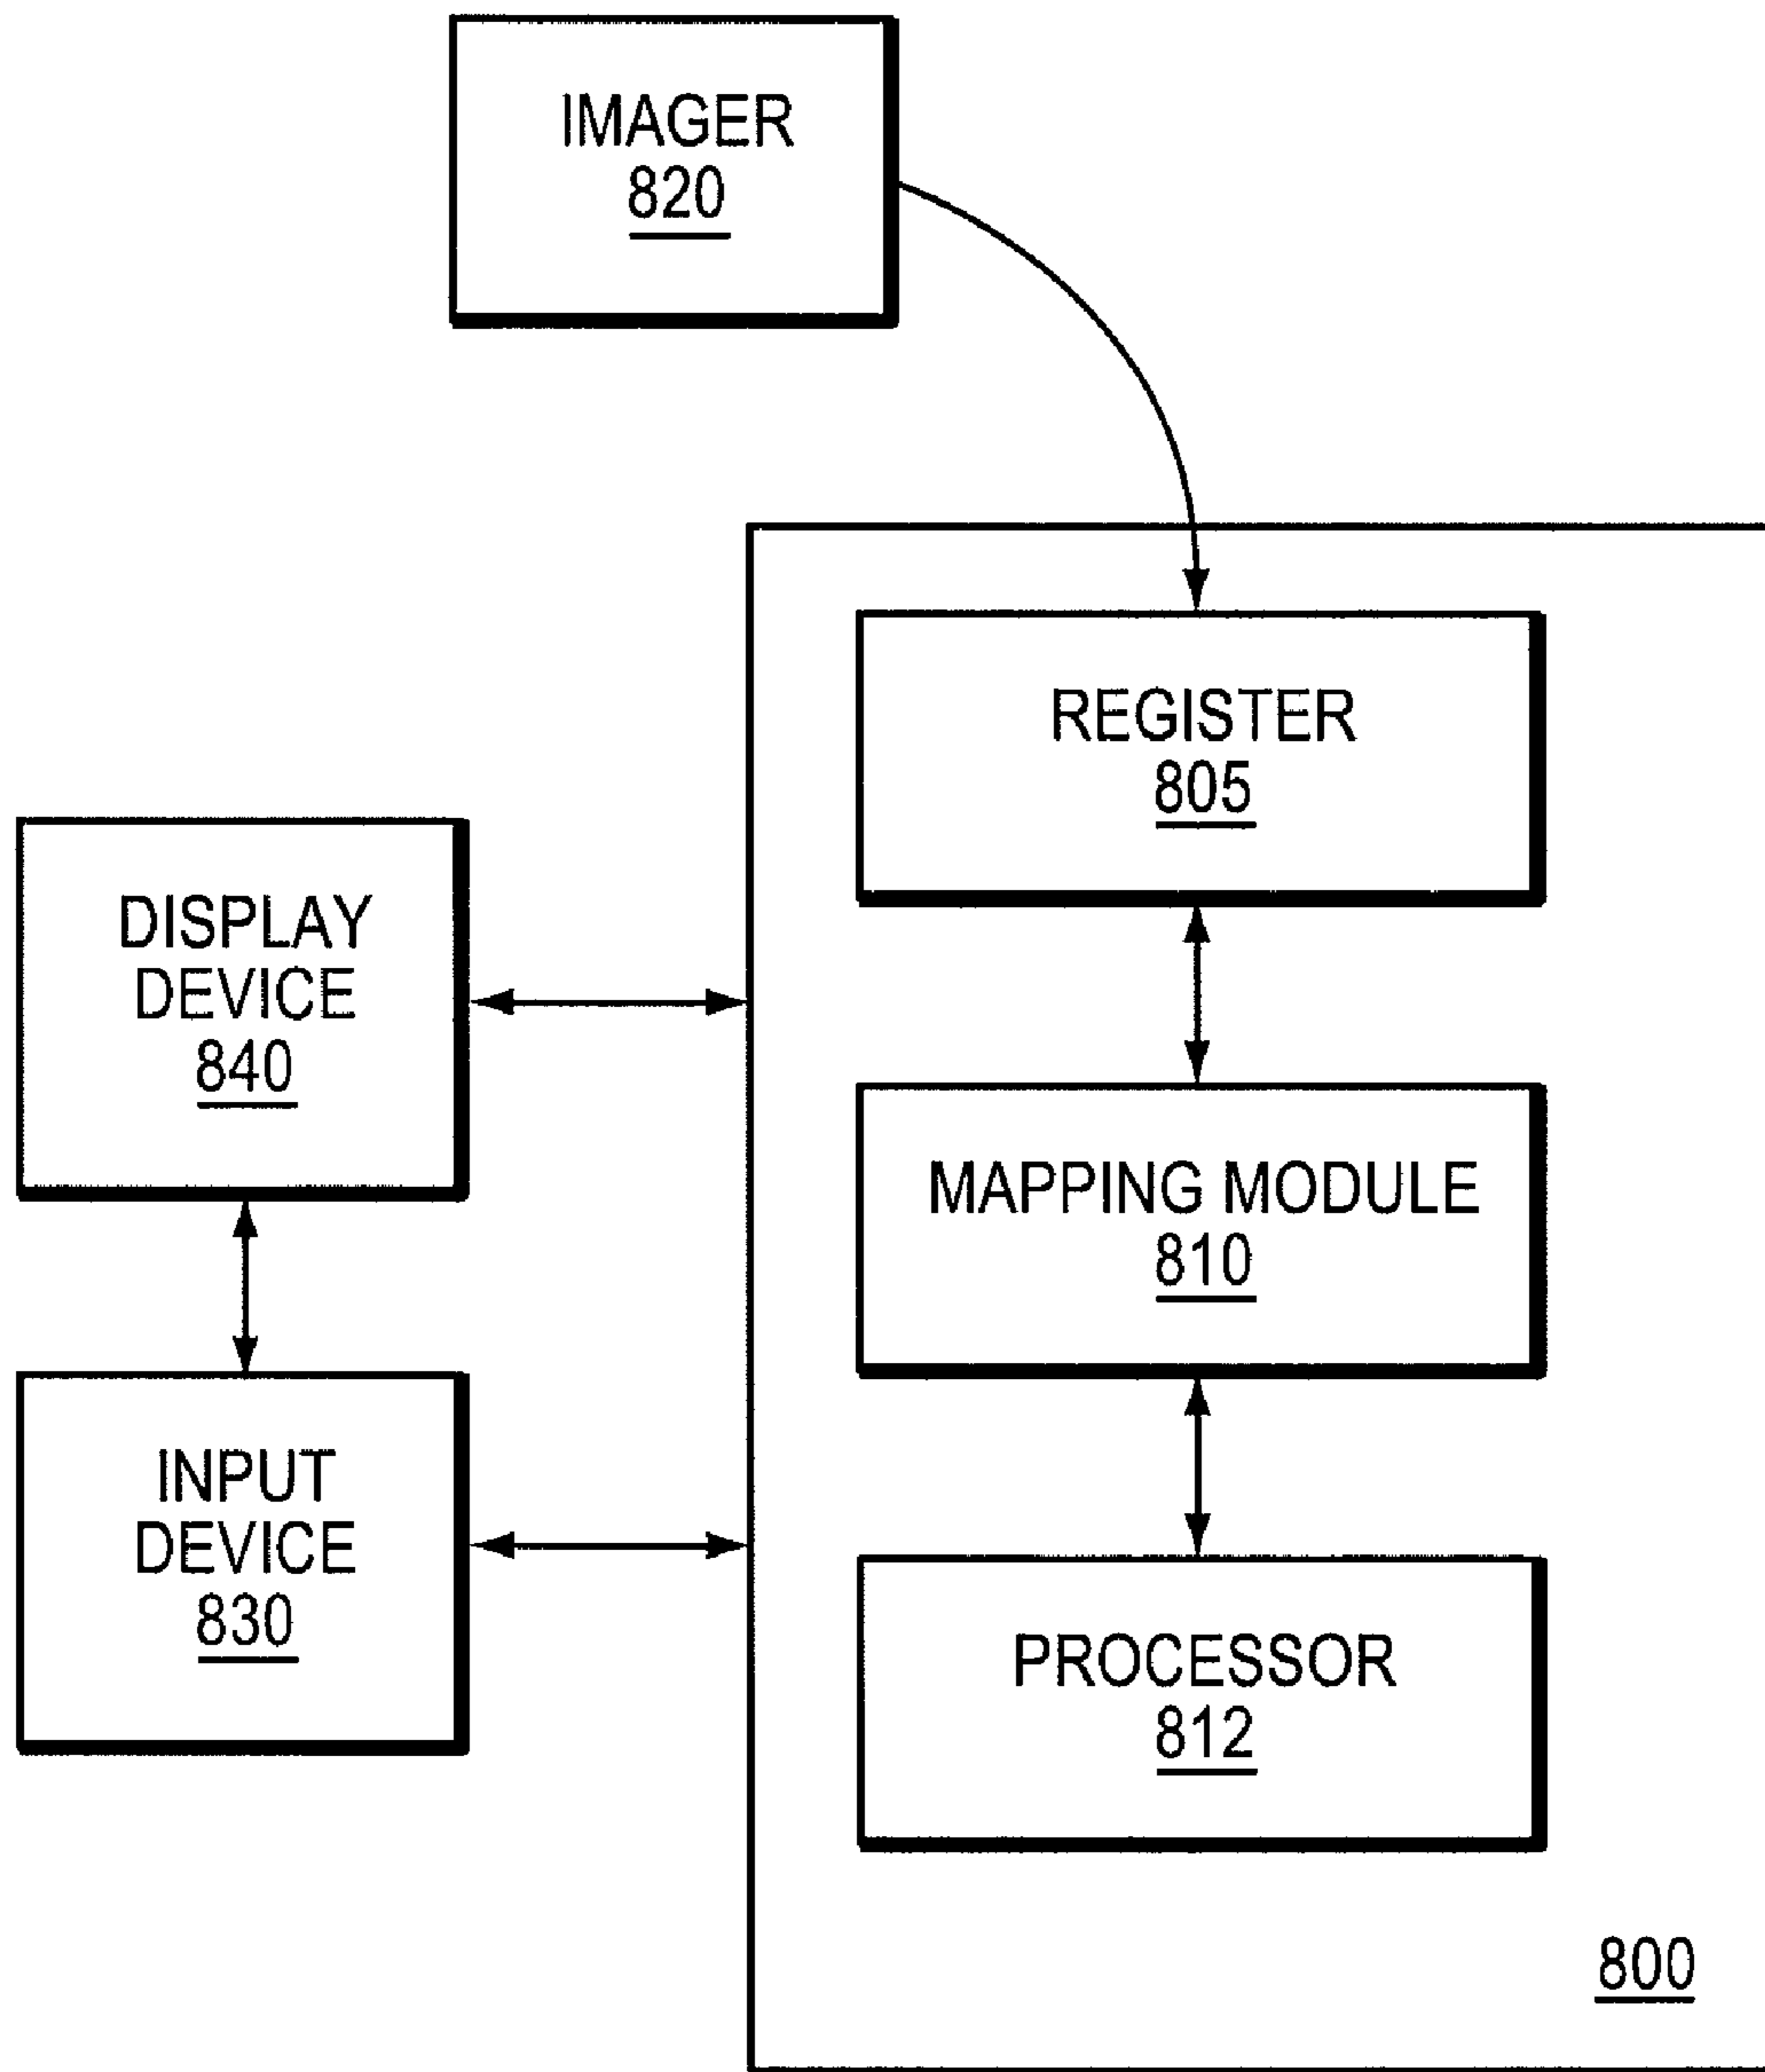 IMAGER
820
REGISTER
805
DISPLAY
DEVICE
840
MAPPING MODULE
810
INPUT
DEVICE
830
PROCESSOR
812
800